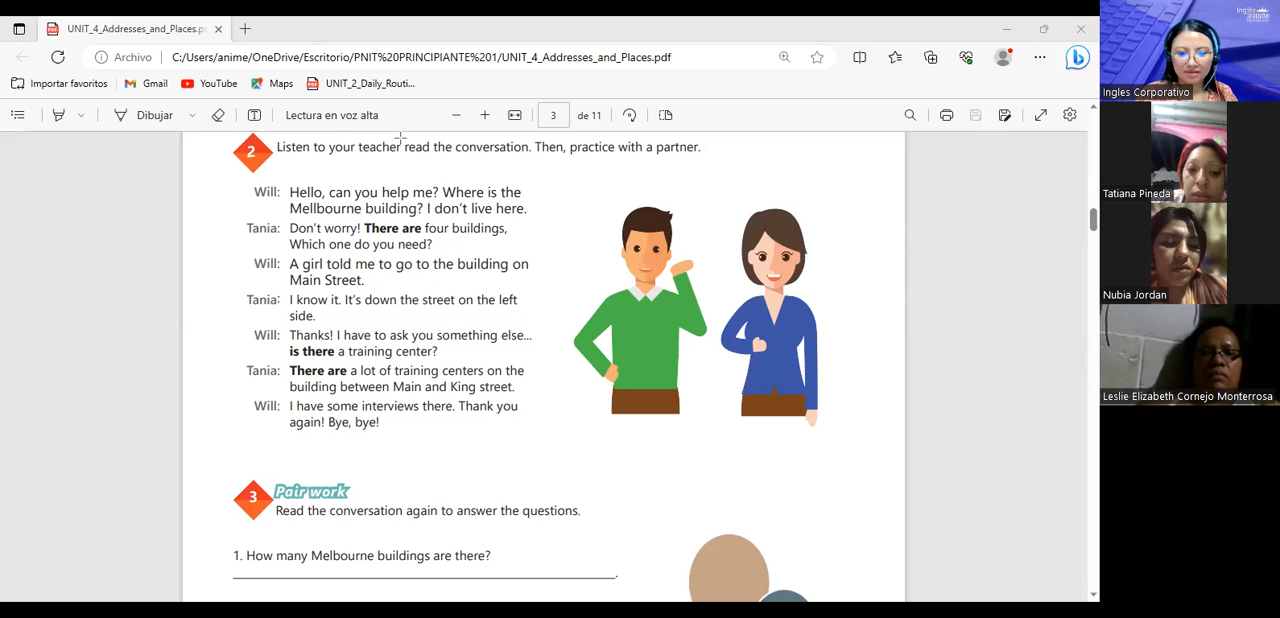 UNIT_4_Addresses_and_Places.pc
Archivo
C:/Users/anime/OneDrive/Escritorio/PNIT%20PRINCIPIANTE%201/UNIT_4_Addresses_and_Places.pdf
Importar favoritos
Gmail
YouTube
Maps
UNIT_2_Daily_Routi...
Dibujar
Lectura en voz alta
3
de 11
2
Listen to your teacher read the conversation. Then, practice with a partner.
Will: Hello, can you help me? Where is the
Mellbourne building? I don't live here.
Tania: Don't worry! There are four buildings,
Which one do you need?
Will: A girl told me to go to the building on
Main Street.
Tania: I know it. It's down the street on the left
side.
Will: Thanks! I have to ask you something else...
is there a training center?
Tania: There are a lot of training centers on the
building between Main and King street.
Will: I have some interviews there. Thank you
again! Bye, bye!
3
Pair work
Read the conversation again to answer the questions.
1. How many Melbourne buildings are there?
Ingles Corporativo
Tatiana Pineda
Nubia Jordan
Leslie Elizabeth Cornejo Monterrosa